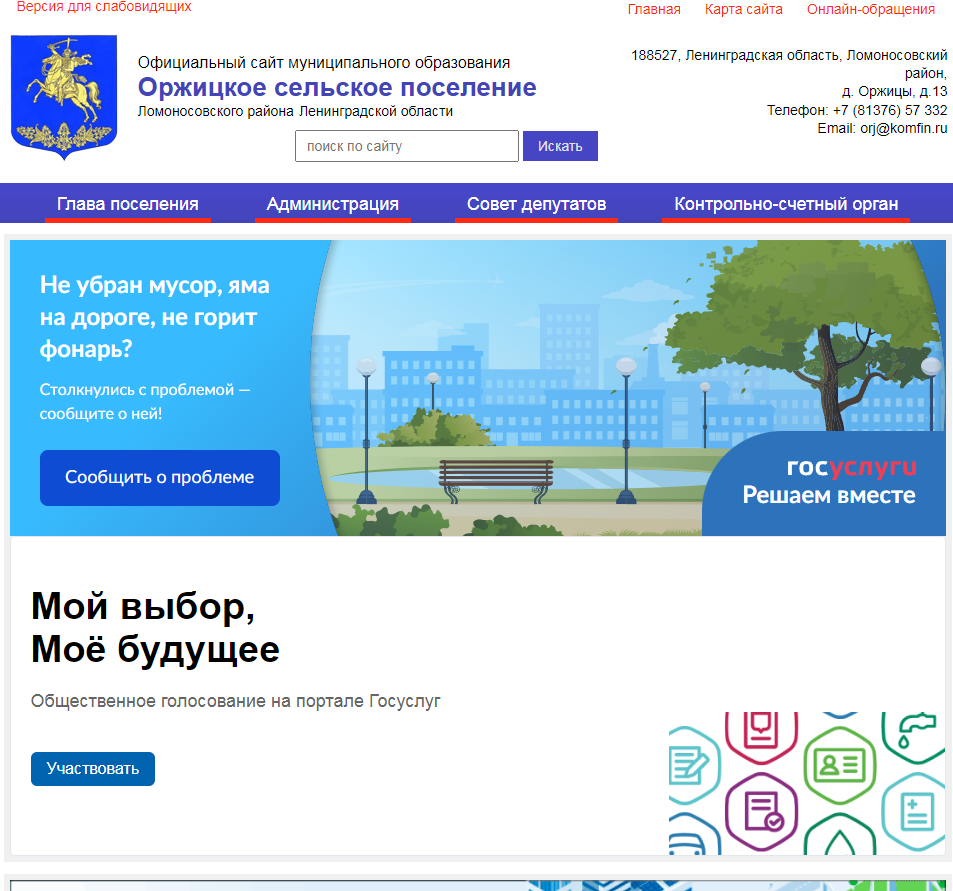 Версия для слабовидящих
Главная Карта сайта Онлайн-обращения
Официальный сайт муниципального образования
Оржицкое сельское поселение
Ломоносовского района Ленинградской области
188527, Ленинградская область, Ломоносовский
район,
д. Оржицы, д.13
Телефон: +7 (81376) 57 332
Email: orj@komfin.ru
поиск по сайту Искать
Глава поселения Администрация Совет депутатов Контрольно-счетный орган
Не убран мусор, яма
на дороге, не горит
фонарь?
Столкнулись с проблемой —
сообщите о ней!
Сообщить о проблеме
госуслуги
Решаем вместе
Мой выбор,
Моё будущее
Общественное голосование на портале Госуслуг
Участвовать